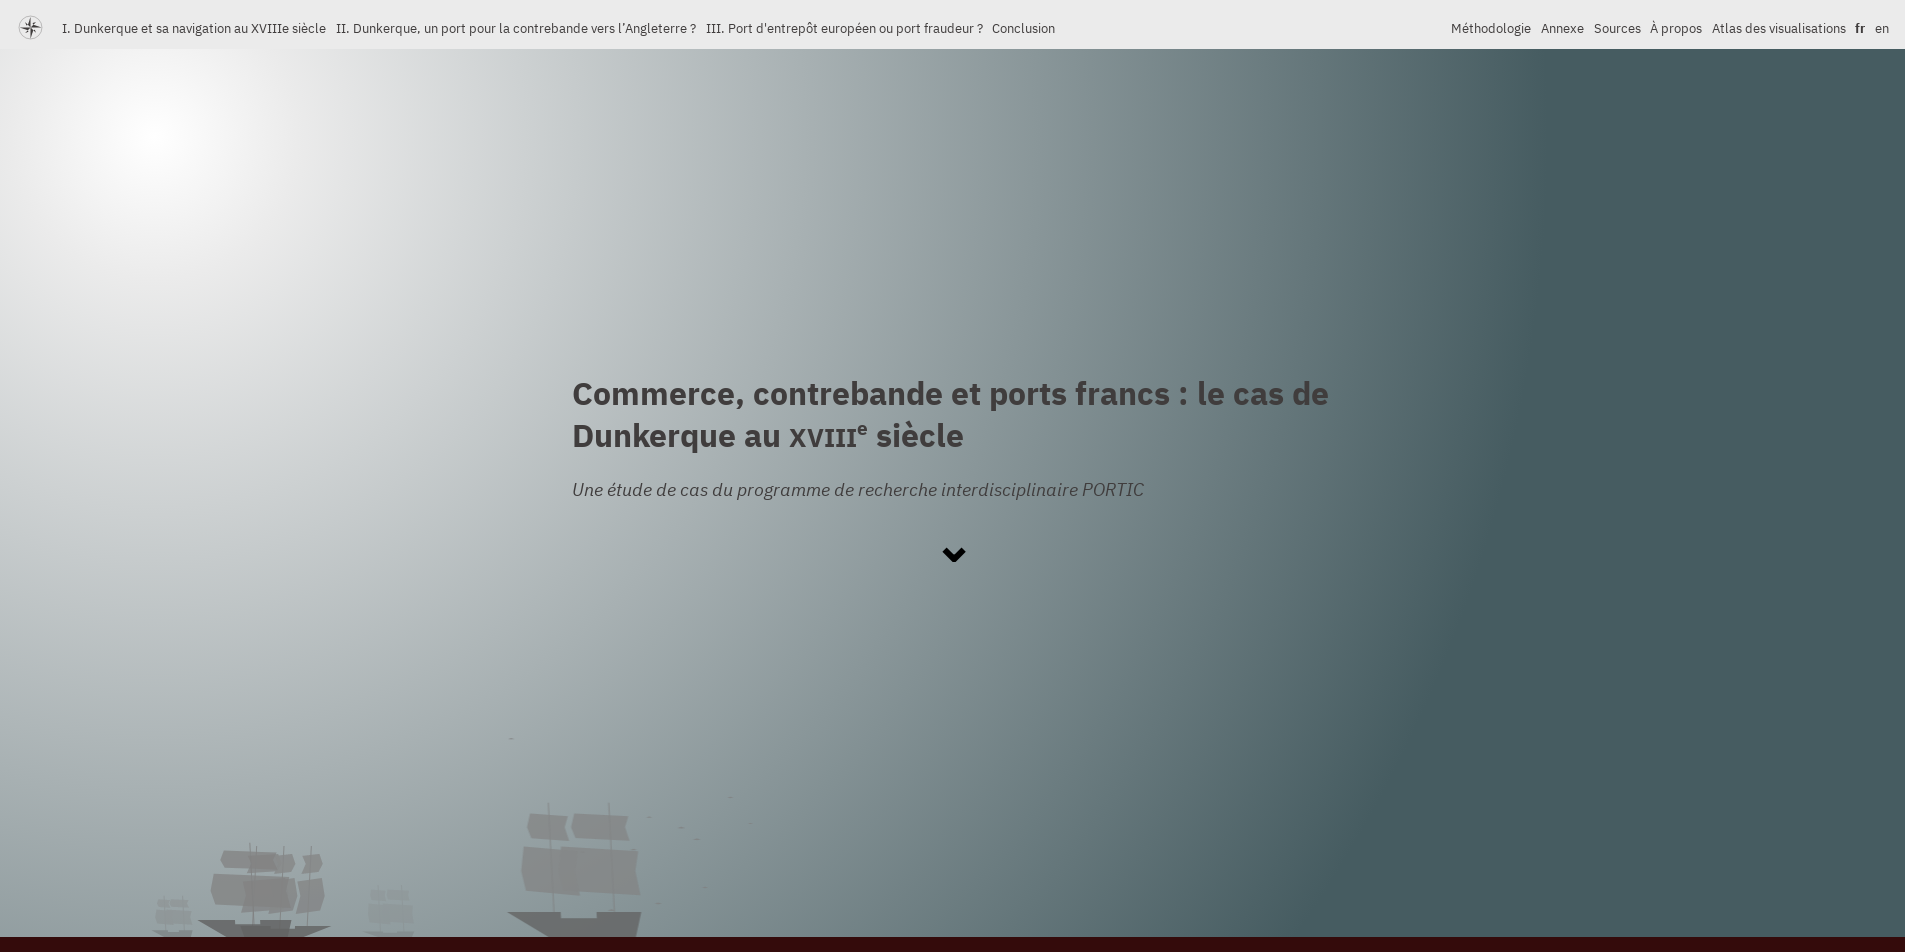 I. Dunkerque et sa navigation au XVIIIe siècle II. Dunkerque, un port pour la contrebande vers l’Angleterre ? III. Port d'entrepôt européen ou port fraudeur ? Conclusion Méthodologie Annexe Sources À propos Atlas des visualisations fr en
Commerce, contrebande et ports francs : le cas de
Dunkerque au XVIIIe siècle
Une étude de cas du programme de recherche interdisciplinaire PORTIC